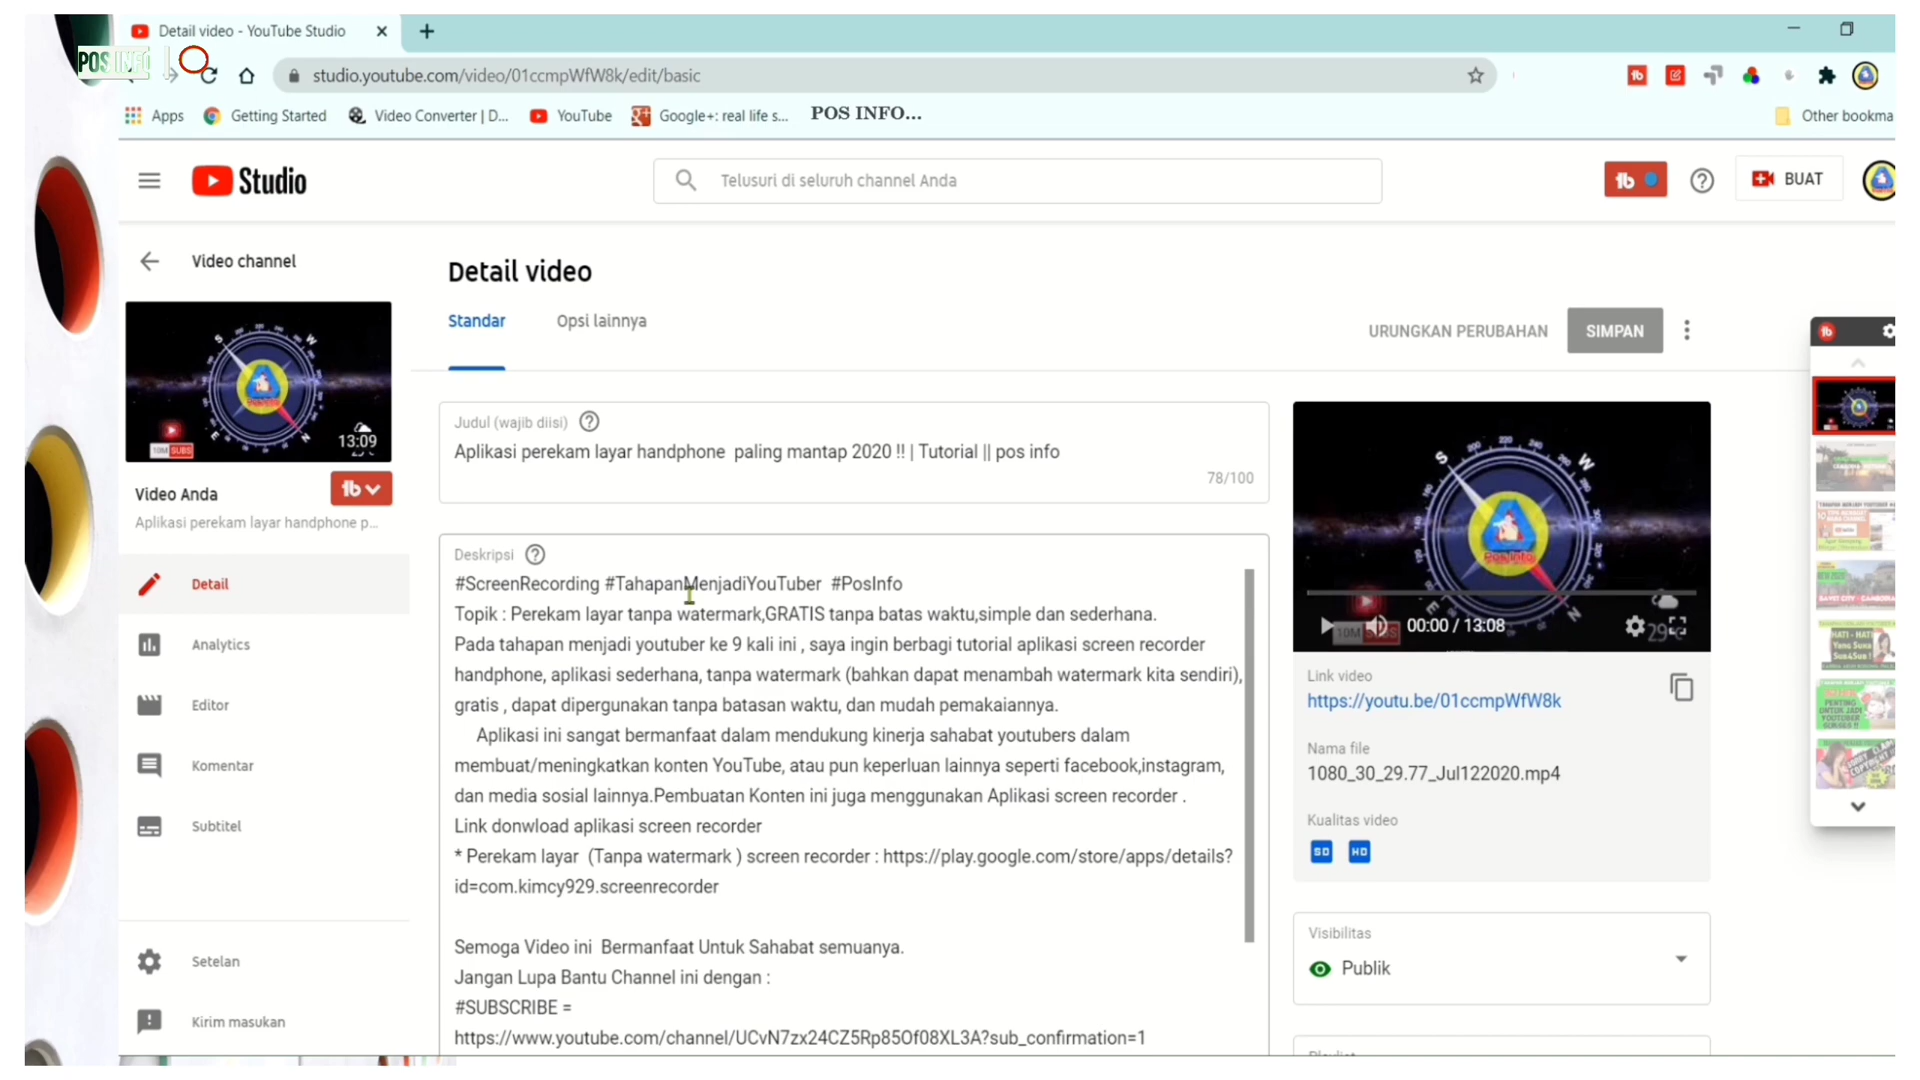 Detail video - YouTube Studio
POS INFO
studio.youtube.com/video/01ccmpWfW8k/edit/basic
Apps
Getting Started
Video Converter | D...
YouTube
Google+: real life s...
POS INFO...
Other bookma
Studio
Telusuri di seluruh channel Anda
BUAT
Video channel
Detail video
Standar
Opsi lainnya
URUNGKAN PERUBAHAN
SIMPAN
13:09
10M SUBS
Video Anda
Aplikasi perekam layar handphone p...
Detail
Analytics
Editor
Komentar
Subtitel
Setelan
Kirim masukan
Judul (wajib diisi)
Aplikasi perekam layar handphone  paling mantap 2020 !! | Tutorial || pos info
78/100
Deskripsi
#ScreenRecording #TahapanMenjadiYouTuber  #PosInfo
Topik : Perekam layar tanpa watermark,GRATIS tanpa batas waktu,simple dan sederhana.
Pada tahapan menjadi youtuber ke 9 kali ini , saya ingin berbagi tutorial aplikasi screen recorder
handphone, aplikasi sederhana, tanpa watermark (bahkan dapat menambah watermark kita sendiri),
gratis , dapat dipergunakan tanpa batasan waktu, dan mudah pemakaiannya.
Aplikasi ini sangat bermanfaat dalam mendukung kinerja sahabat youtubers dalam
membuat/meningkatkan konten YouTube, atau pun keperluan lainnya seperti facebook,instagram,
dan media sosial lainnya.Pembuatan Konten ini juga menggunakan Aplikasi screen recorder .
Link donwload aplikasi screen recorder
* Perekam layar  (Tanpa watermark ) screen recorder : https://play.google.com/store/apps/details?
id=com.kimcy929.screenrecorder
Semoga Video ini  Bermanfaat Untuk Sahabat semuanya.
Jangan Lupa Bantu Channel ini dengan :
#SUBSCRIBE =
https://www.youtube.com/channel/UCvN7zx24CZ5Rp85Of08XL3A?sub_confirmation=1
Pos Info
00:00 / 13:08
Link video
https://youtu.be/01ccmpWfW8k
Nama file
1080_30_29.77_Jul122020.mp4
Kualitas video
SD
HD
Visibilitas
Publik